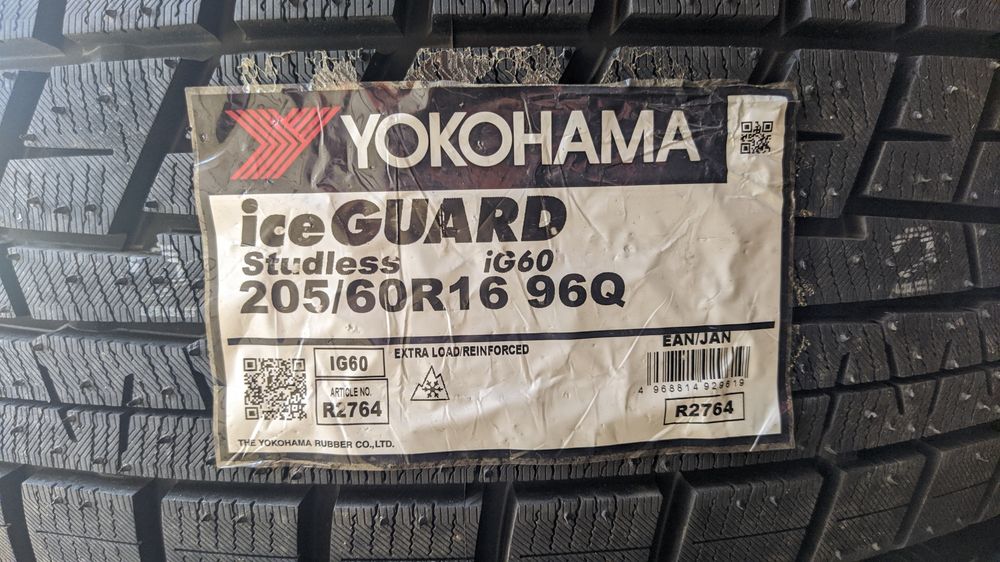 YOKOHAMA
iceGUARD
Studless iG60
205/60R16 96Q
IG60
EXTRA LOAD/REINFORCED
ARTICLE NO.
R2764
EAN/JAN
4 968814 929619
R2764
THE YOKOHAMA RUBBER CO.,LTD.